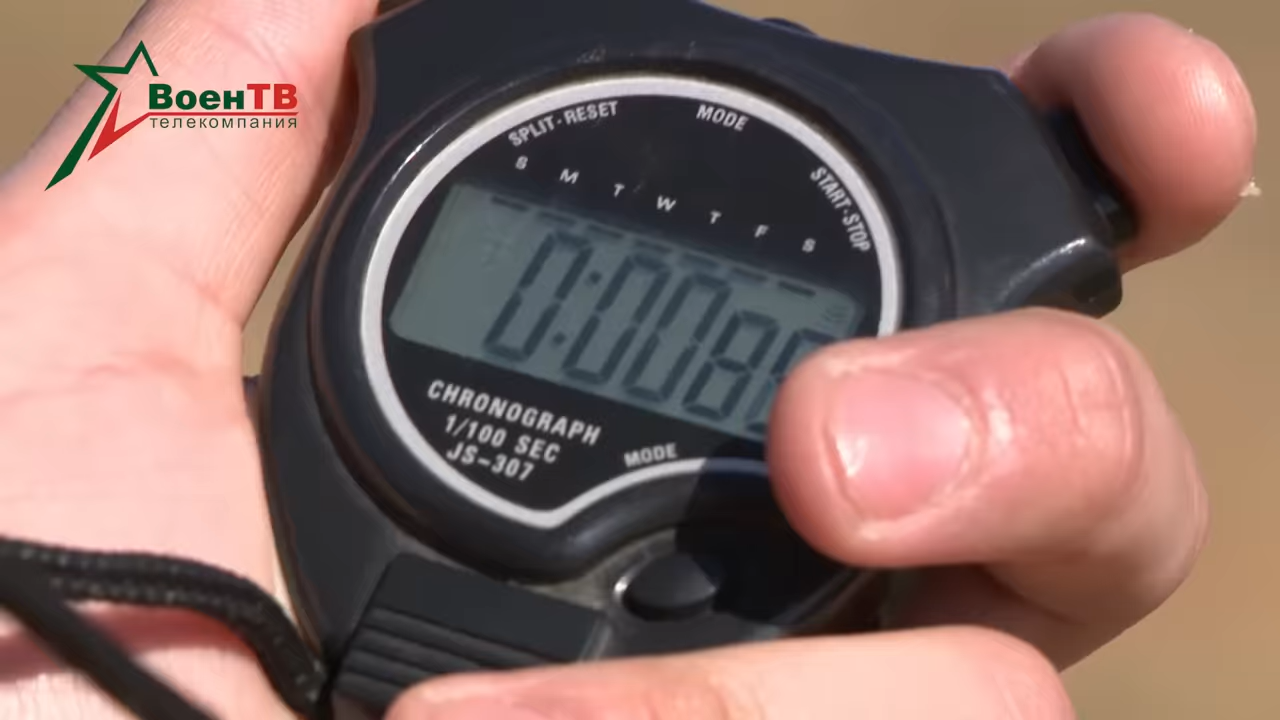 ВоенТВ
телекомпания
SPLIT·RESET
MODE
START·STOP
S M T W T F S
0:008
CHRONOGRAPH
1/100 SEC
JS-307
MODE